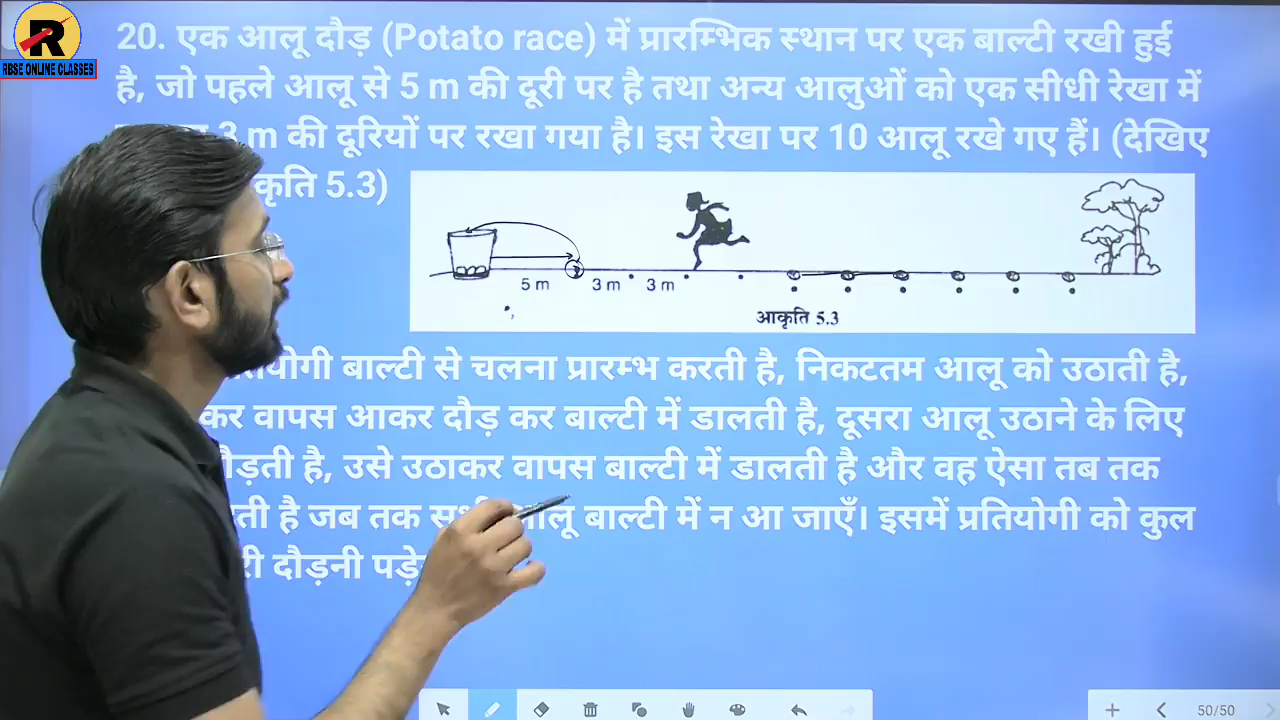 R
RBSE ONLINE CLASSES
20. एक आलू दौड़ (Potato race) में प्रारम्भिक स्थान पर एक बाल्टी रखी हुई
है, जो पहले आलू से 5 m की दूरी पर है तथा अन्य आलुओं को एक सीधी रेखा में
3 m की दूरियों पर रखा गया है। इस रेखा पर 10 आलू रखे गए हैं। (देखिए
5.3)
5 m 3 m 3 m
आकृति 5.3
बाल्टी से चलना प्रारम्भ करती है, निकटतम आलू को उठाती है,
वापस आकर दौड़ कर बाल्टी में डालती है, दूसरा आलू उठाने के लिए
है, उसे उठाकर वापस बाल्टी में डालती है और वह ऐसा तब तक
है जब तक बाल्टी में न आ जाएँ। इसमें प्रतियोगी को कुल
दौड़नी
50/50